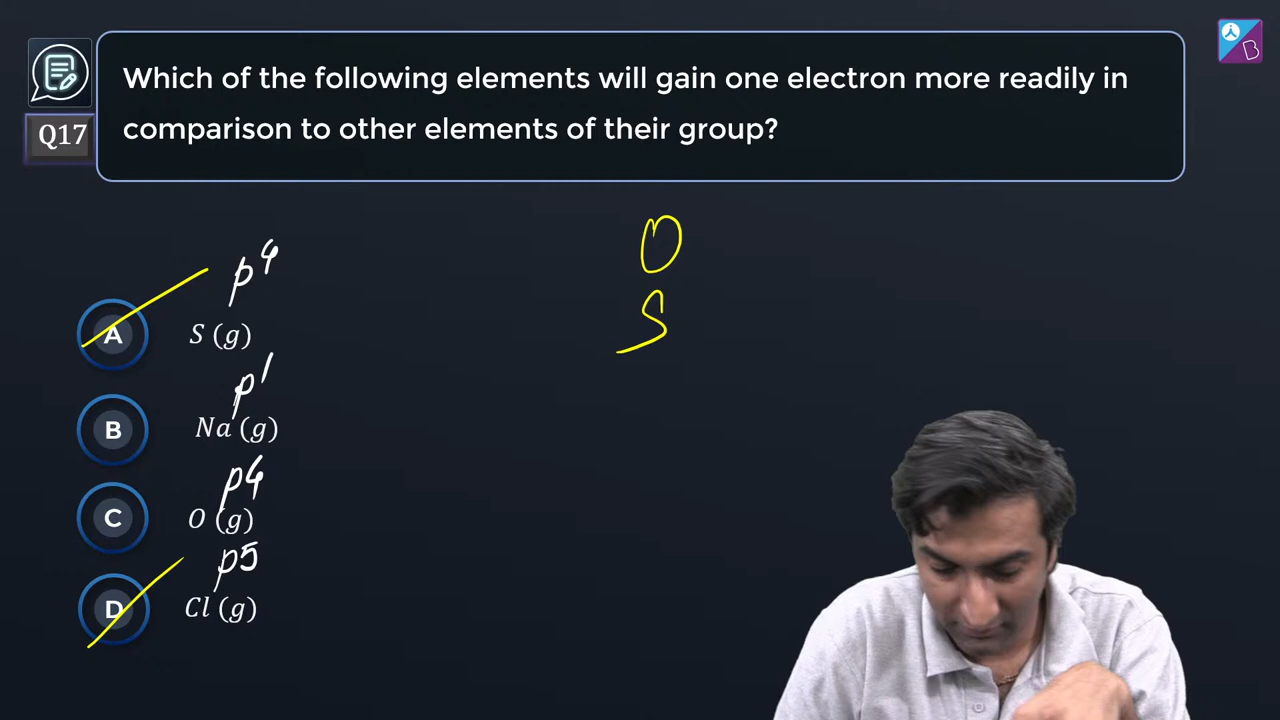 Which of the following elements will gain one electron more readily in
Q17
comparison to other elements of their group?
O
p⁴
A
S (g)
S
p¹
B
Na (g)
p4
C
O (g)
p5
D
Cl (g)
B